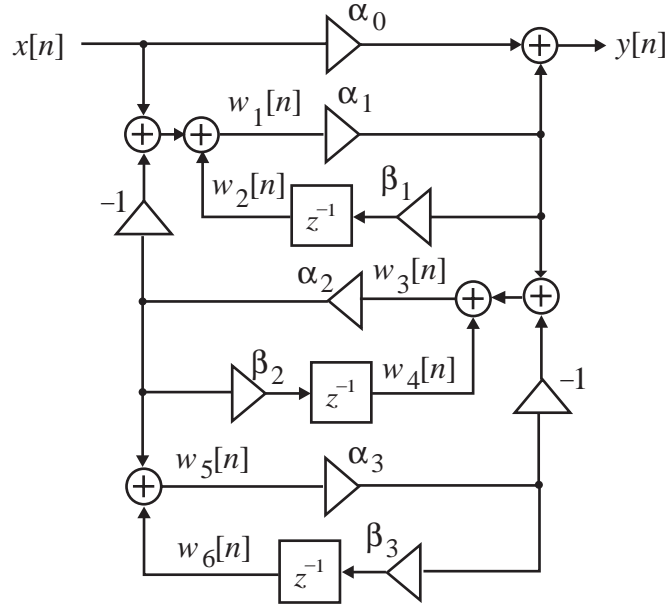 α₀
x[n] y[n]
w₁[n] α₁
w₂[n] z⁻¹ β₁
–1
α₂ w₃[n]
β₂ z⁻¹ w₄[n] –1
w₅[n] α₃
w₆[n] z⁻¹ β₃